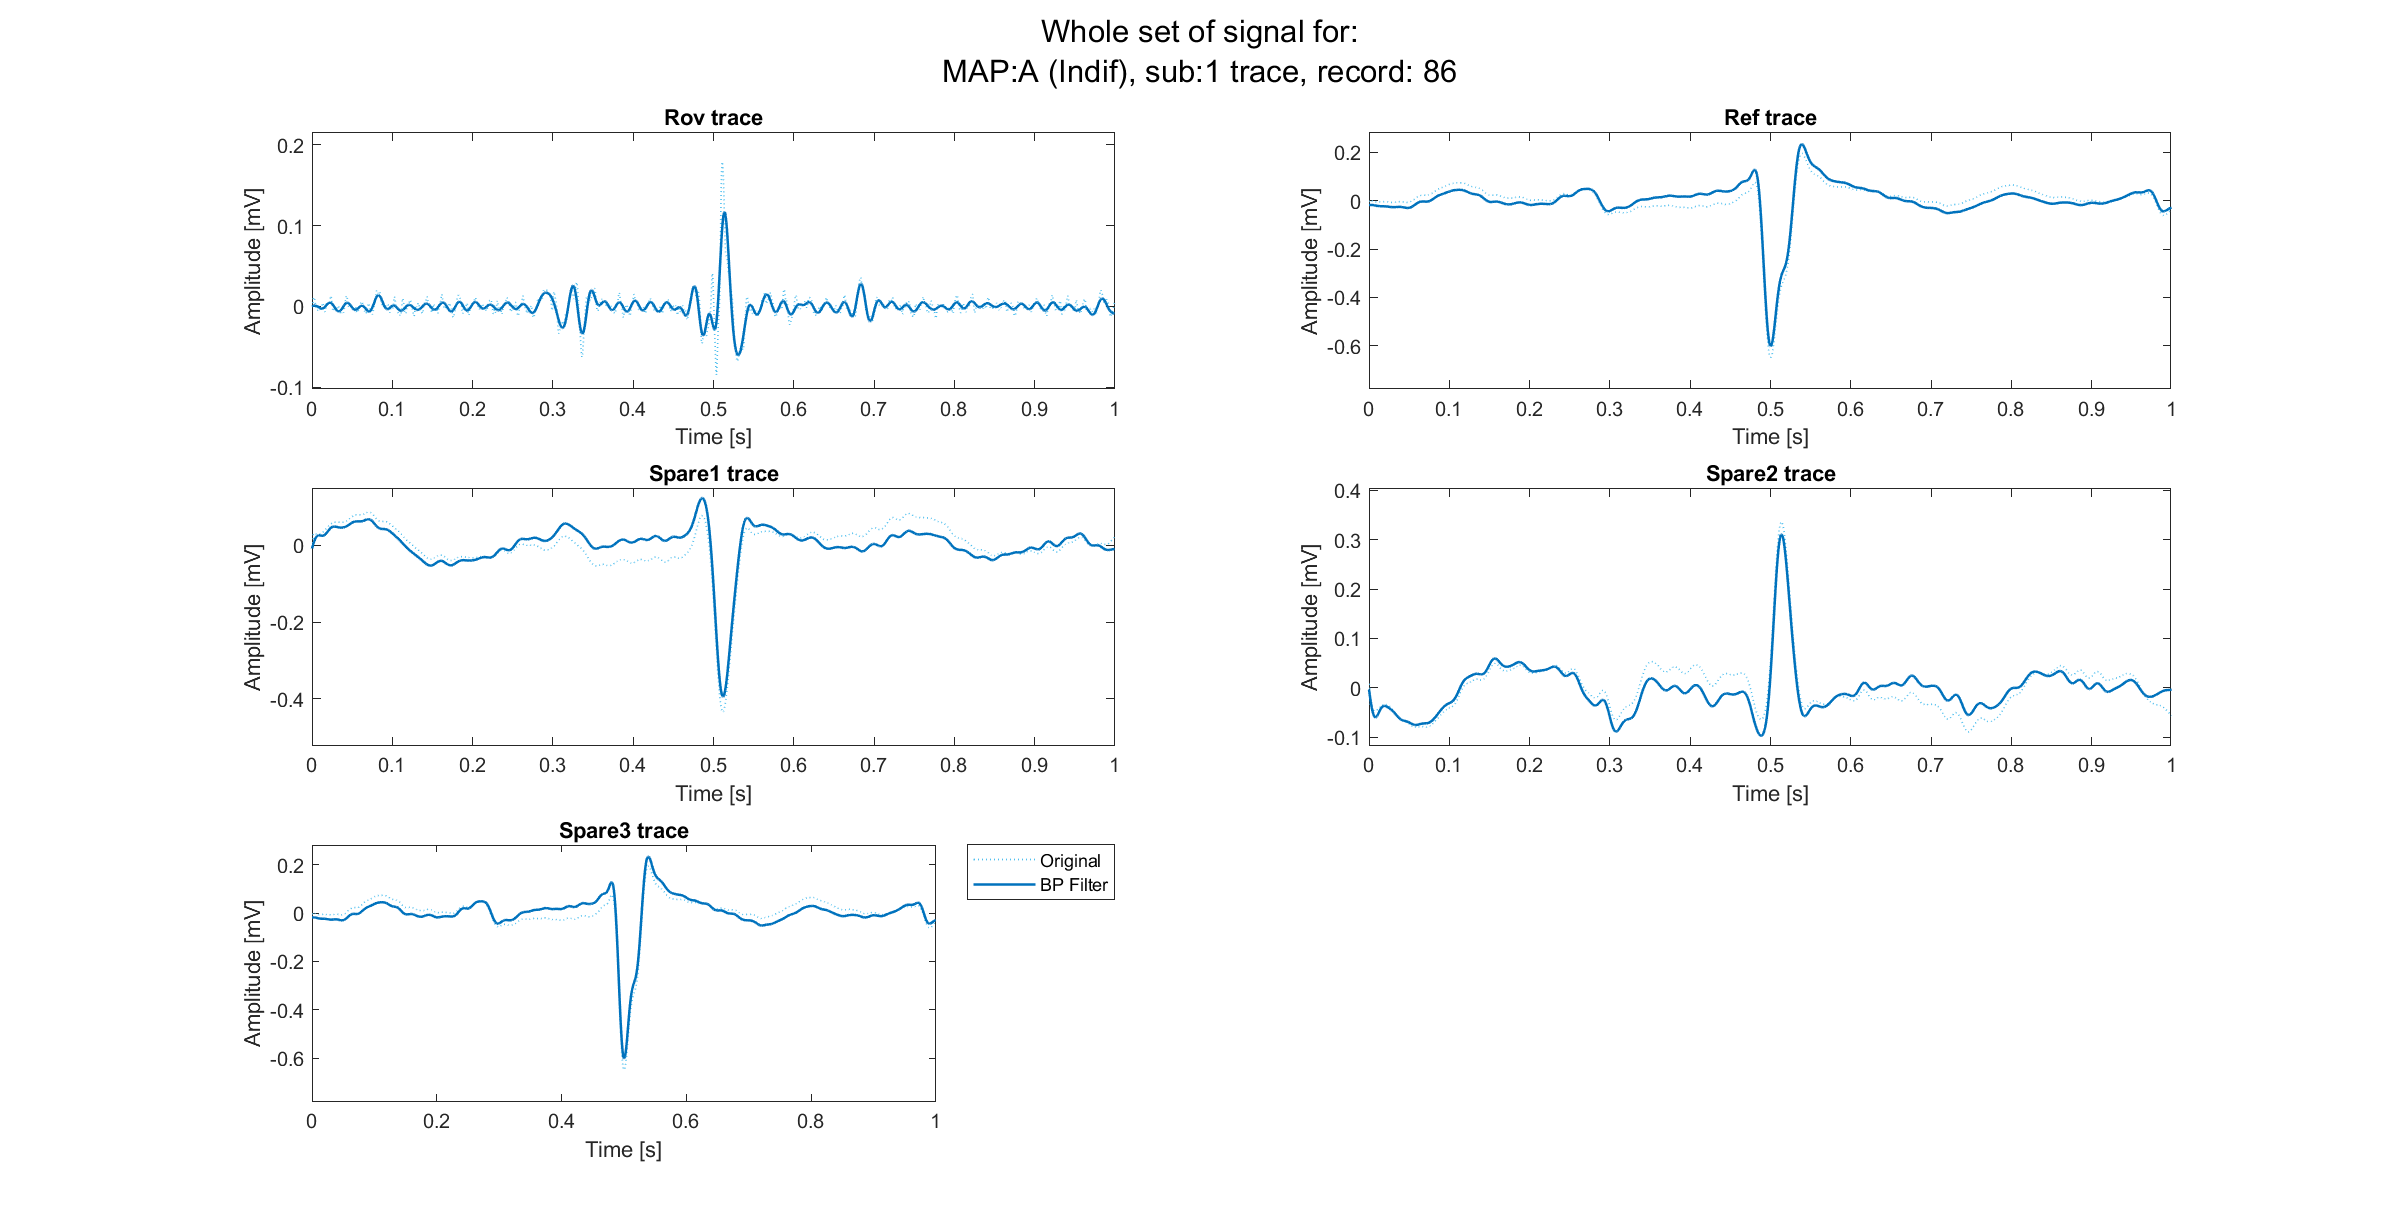 Whole set of signal for:
MAP:A (Indif), sub:1 trace, record: 86
Rov trace
0.2
0.1
0
-0.1
Amplitude [mV]
0 0.1 0.2 0.3 0.4 0.5 0.6 0.7 0.8 0.9 1
Time [s]
Ref trace
0.2
0
-0.2
-0.4
-0.6
Amplitude [mV]
0 0.1 0.2 0.3 0.4 0.5 0.6 0.7 0.8 0.9 1
Time [s]
Spare1 trace
0
-0.2
-0.4
Amplitude [mV]
0 0.1 0.2 0.3 0.4 0.5 0.6 0.7 0.8 0.9 1
Time [s]
Spare2 trace
0.4
0.3
0.2
0.1
0
-0.1
Amplitude [mV]
0 0.1 0.2 0.3 0.4 0.5 0.6 0.7 0.8 0.9 1
Time [s]
Spare3 trace
0.2
0
-0.2
-0.4
-0.6
Amplitude [mV]
0 0.2 0.4 0.6 0.8 1
Time [s]
Original
BP Filter